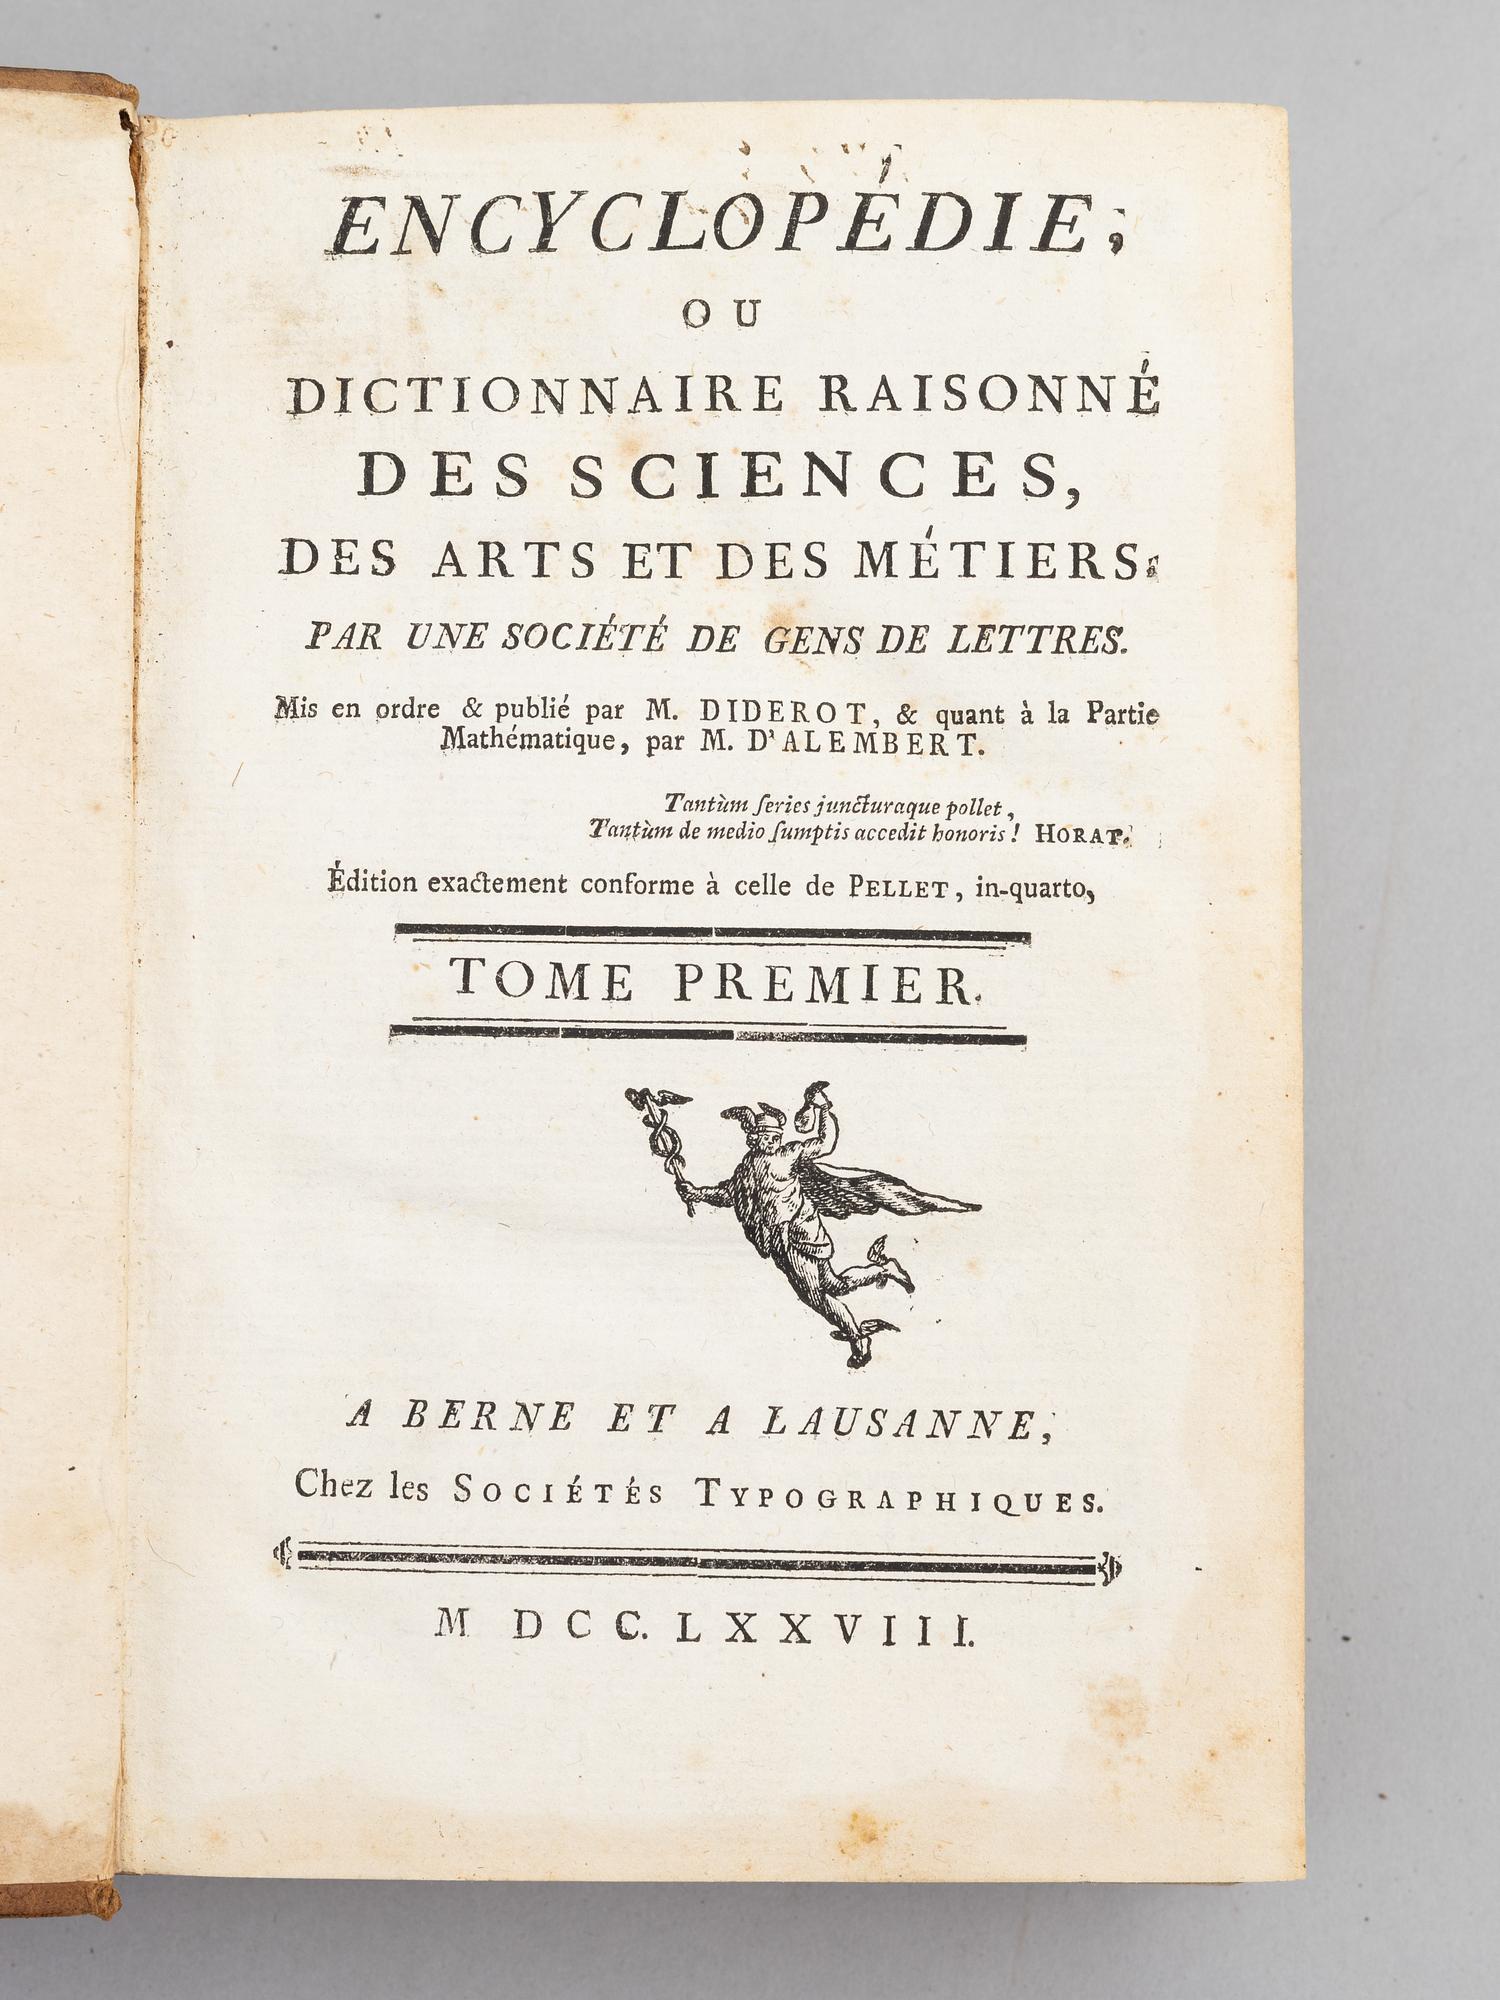 ENCYCLOPÉDIE;
OU
DICTIONNAIRE RAISONNÉ
DES SCIENCES,
DES ARTS ET DES MÉTIERS;
PAR UNE SOCIÉTÉ DE GENS DE LETTRES.
Mis en ordre & publié par M. DIDEROT, & quant à la Partie
Mathématique, par M. D'ALEMBERT.
Tantùm ſeries juncturaque pollet,
Tantùm de medio ſumptis accedit honoris! HORAT.
Édition exactement conforme à celle de PELLET, in-quarto,
TOME PREMIER.
A BERNE ET A LAUSANNE,
Chez les SOCIÉTÉS TYPOGRAPHIQUES.
M DCC. LXXVIII.